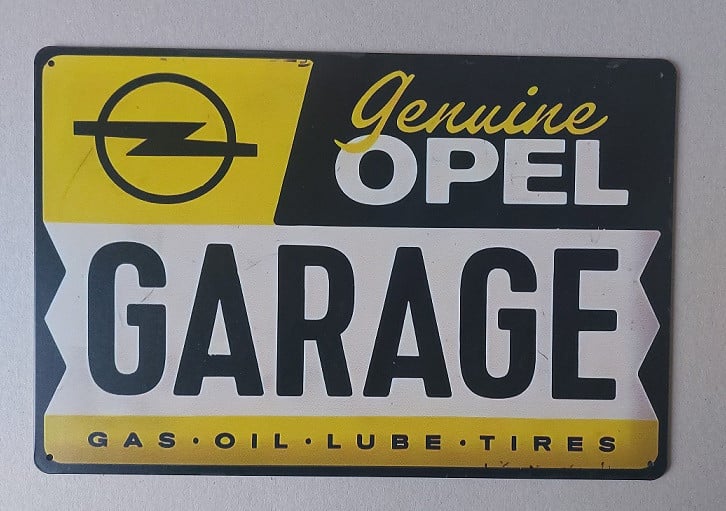 Genuine
OPEL
GARAGE
GAS • OIL • LUBE • TIRES